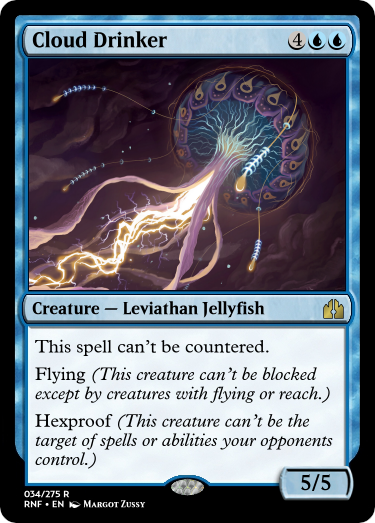 Cloud Drinker 4
Creature — Leviathan Jellyfish
This spell can't be countered.
Flying (This creature can't be blocked
except by creatures with flying or reach.)
Hexproof (This creature can't be the
target of spells or abilities your opponents
control.)
5/5
034/275 R
RNF • EN Margot Zussy